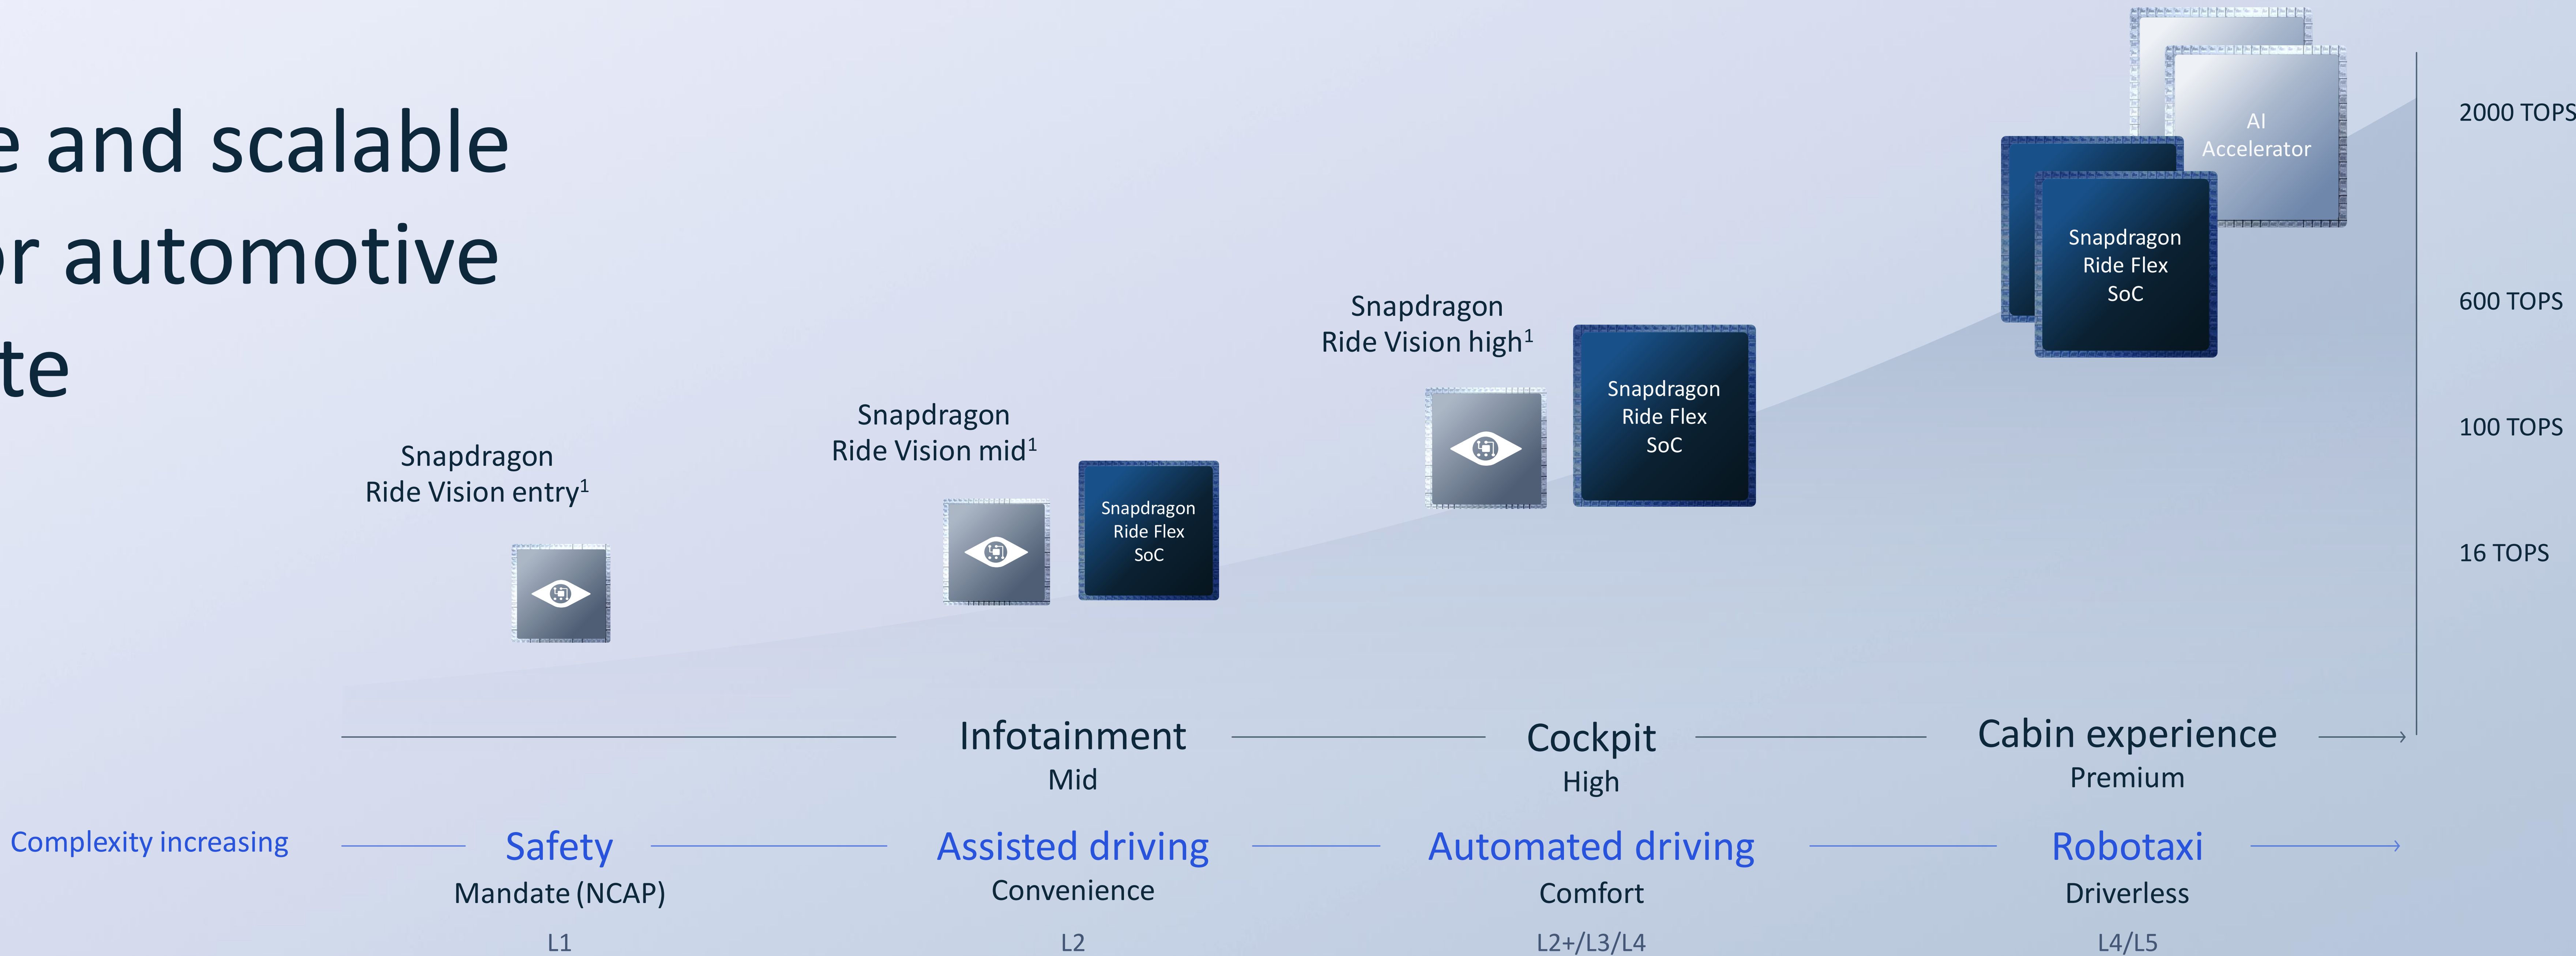 e and scalable
or automotive
te
Snapdragon
Ride Vision entry¹
Snapdragon
Ride Vision mid¹
Snapdragon
Ride Flex
SoC
Snapdragon
Ride Vision high¹
Snapdragon
Ride Flex
SoC
AI
Accelerator
Snapdragon
Ride Flex
SoC
2000 TOPS
600 TOPS
100 TOPS
16 TOPS
Infotainment
Mid
Cockpit
High
Cabin experience
Premium
Complexity increasing
Safety
Mandate (NCAP)
L1
Assisted driving
Convenience
L2
Automated driving
Comfort
L2+/L3/L4
Robotaxi
Driverless
L4/L5